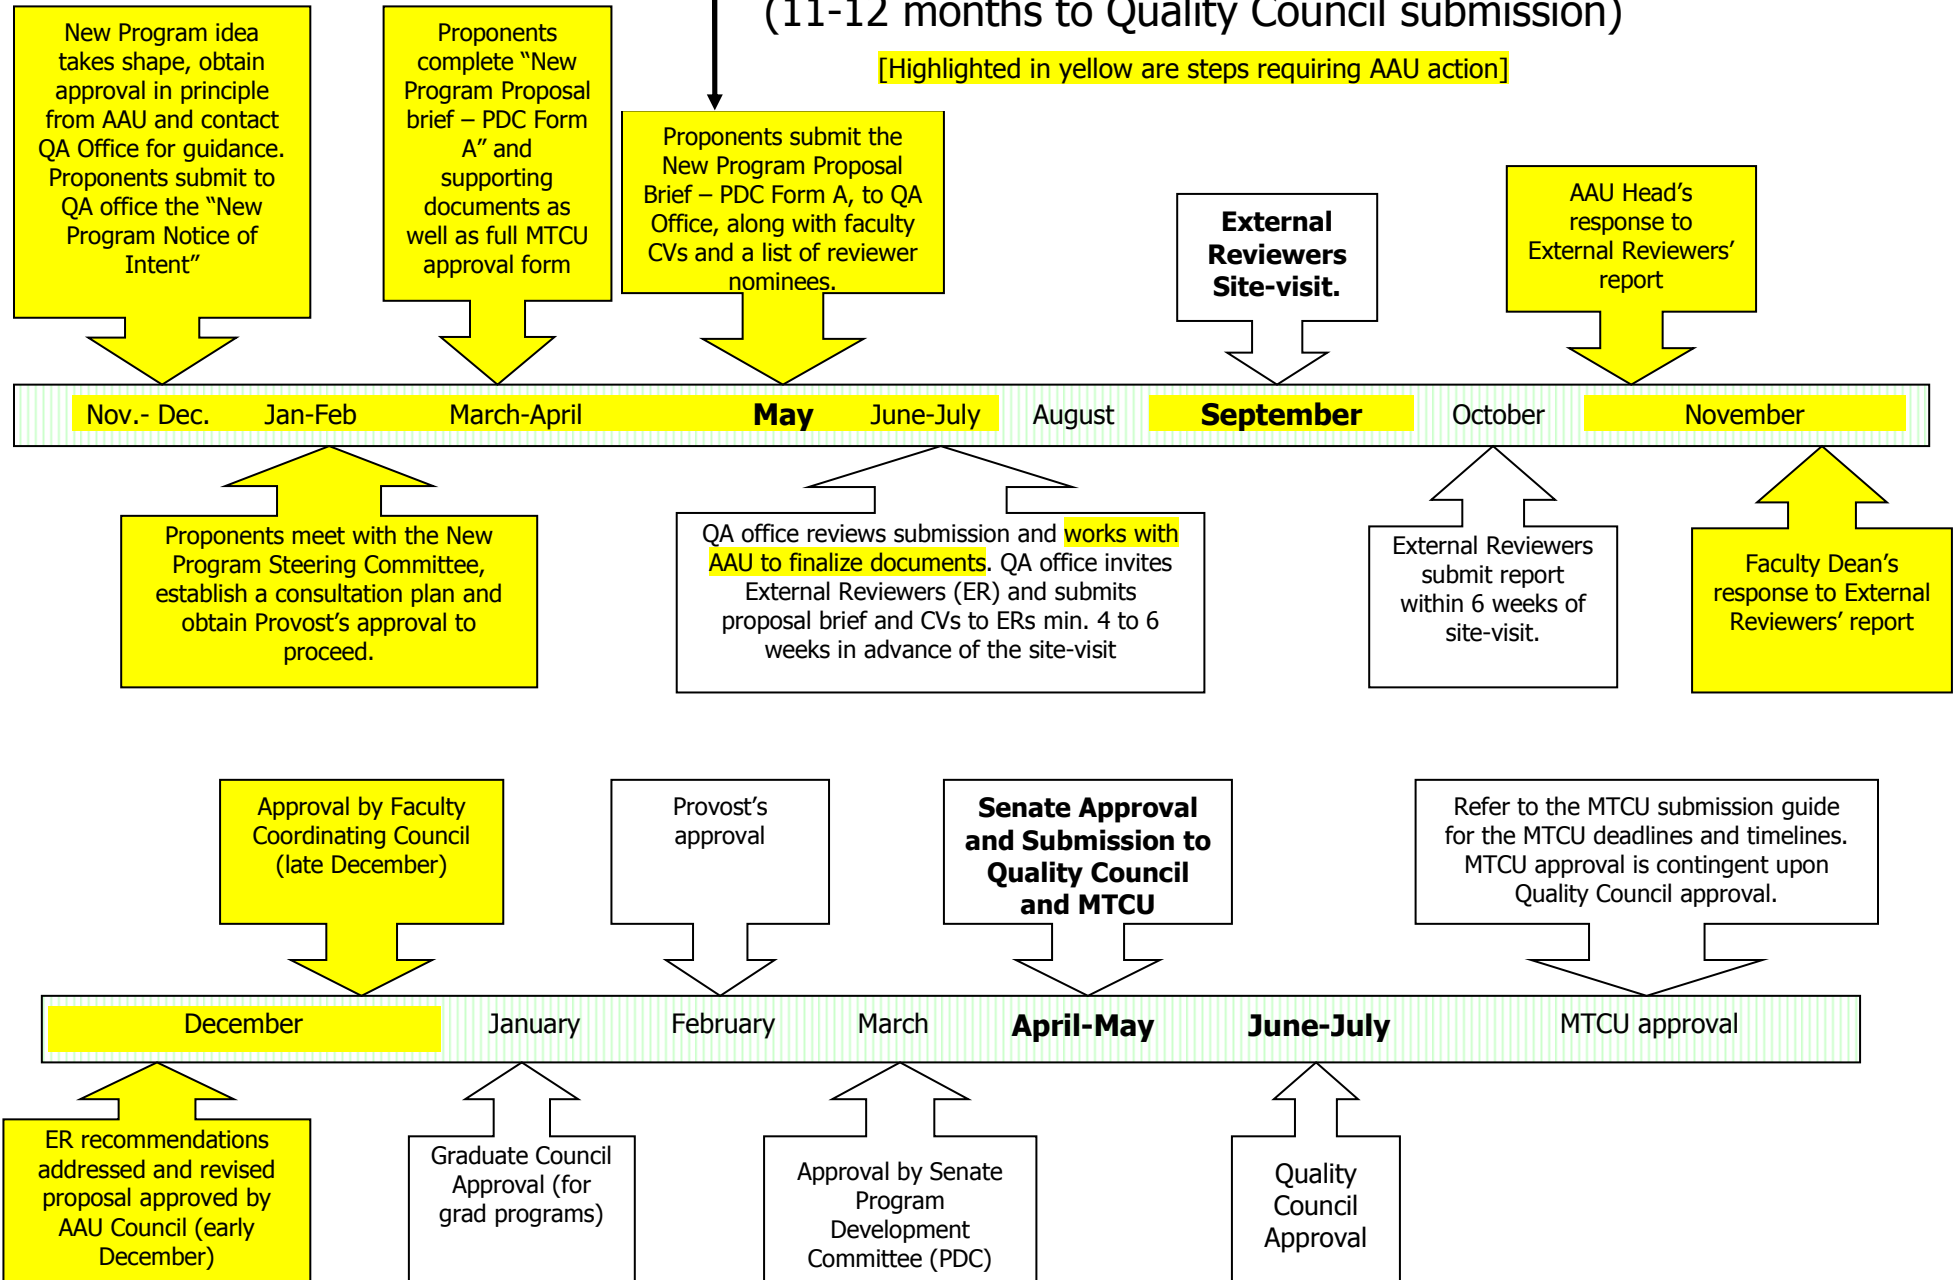 (11-12 months to Quality Council submission)
[Highlighted in yellow are steps requiring AAU action]
New Program idea
takes shape, obtain
approval in principle
from AAU and contact
QA Office for guidance.
Proponents submit to
QA office the “New
Program Notice of
Intent”
Proponents
complete “New
Program Proposal
brief – PDC Form
A” and
supporting
documents as
well as full MTCU
approval form
Proponents submit the
New Program Proposal
Brief – PDC Form A, to QA
Office, along with faculty
CVs and a list of reviewer
nominees.
External
Reviewers
Site-visit.
AAU Head’s
response to
External Reviewers’
report
Nov.- Dec.
Jan-Feb
March-April
May
June-July
August
September
October
November
Proponents meet with the New
Program Steering Committee,
establish a consultation plan and
obtain Provost’s approval to
proceed.
QA office reviews submission and works with
AAU to finalize documents. QA office invites
External Reviewers (ER) and submits
proposal brief and CVs to ERs min. 4 to 6
weeks in advance of the site-visit
External Reviewers
submit report
within 6 weeks of
site-visit.
Faculty Dean’s
response to External
Reviewers’ report
Approval by Faculty
Coordinating Council
(late December)
Provost’s
approval
Senate Approval
and Submission to
Quality Council
and MTCU
Refer to the MTCU submission guide
for the MTCU deadlines and timelines.
MTCU approval is contingent upon
Quality Council approval.
December
January
February
March
April-May
June-July
MTCU approval
ER recommendations
addressed and revised
proposal approved by
AAU Council (early
December)
Graduate Council
Approval (for
grad programs)
Approval by Senate
Program
Development
Committee (PDC)
Quality
Council
Approval